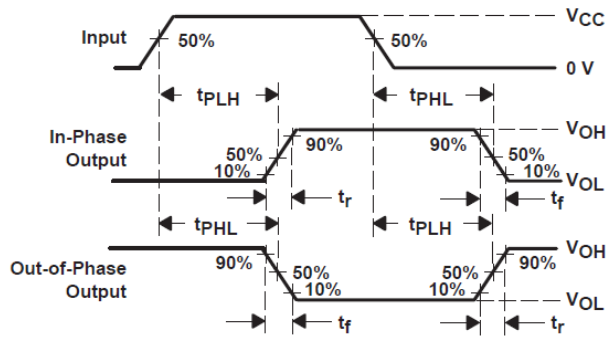 VCC
Input
50%
50%
0 V
tPLH
tPHL
In-Phase
Output
90%
90%
VOH
50%
50%
10%
10%
VOL
tr
tf
tPHL
tPLH
Out-of-Phase
Output
90%
90%
VOH
50%
50%
10%
10%
VOL
tf
tr